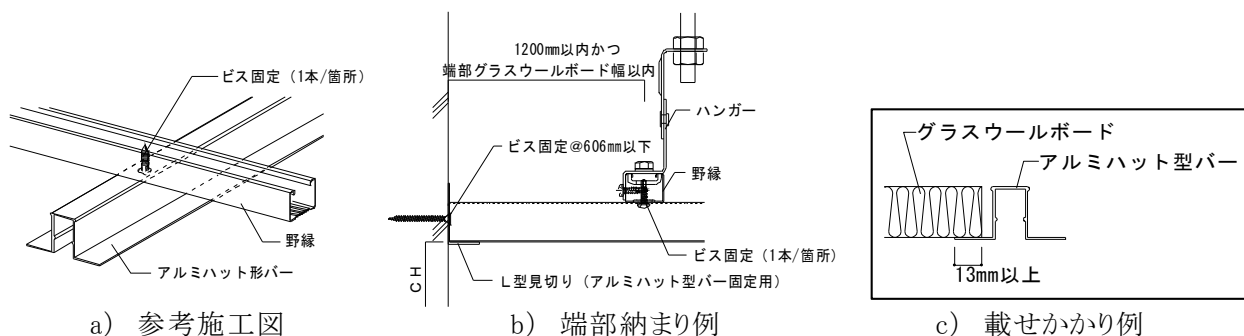 ビス固定（1本/箇所）
野縁
アルミハット形バー
a） 参考施工図
1200mm以内かつ
端部グラスウールボード幅以内
ハンガー
ビス固定@606mm以下
野縁
ビス固定（1本/箇所）
L型見切り（アルミハット型バー固定用）
CH
b） 端部納まり例
グラスウールボード
アルミハット型バー
13mm以上
c） 載せかかり例